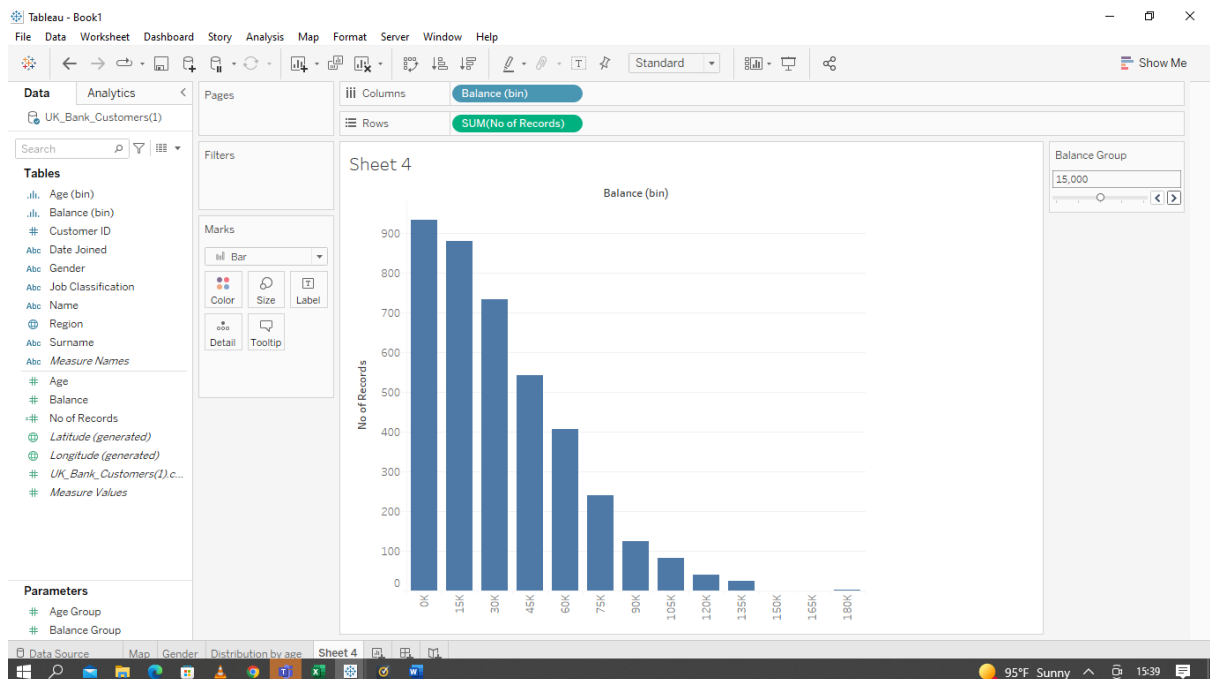 Tableau - Book1
File Data Worksheet Dashboard Story Analysis Map Format Server Window Help
Standard
Show Me
Data Analytics
UK_Bank_Customers(1)
Search
Tables
Age (bin)
Balance (bin)
# Customer ID
Abc Date Joined
Abc Gender
Abc Job Classification
Abc Name
Region
Abc Surname
Abc Measure Names
# Age
# Balance
=# No of Records
Latitude (generated)
Longitude (generated)
# UK_Bank_Customers(1).c...
# Measure Values
Parameters
# Age Group
# Balance Group
Pages
Filters
Marks
Bar
Color Size Label
Detail Tooltip
Columns Balance (bin)
Rows SUM(No of Records)
Sheet 4
Balance (bin)
No of Records
900
800
700
600
500
400
300
200
100
0
0K 15K 30K 45K 60K 75K 90K 105K 120K 135K 150K 165K 180K
Balance Group
15,000
Data Source Map Gender Distribution by age Sheet 4
95°F Sunny 15:39